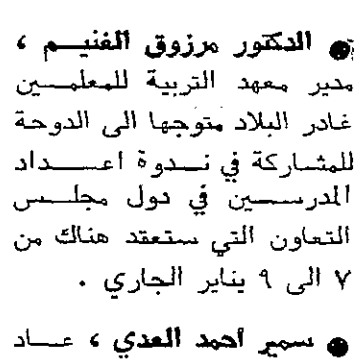 ● الدكتور مرزوق الغنيم ،
مدير معهد التربية للمعلمين
غادر البلاد متوجها الى الدوحة
للمشاركة في ندوة اعداد
المدرسين في دول مجلس
التعاون التي ستعقد هناك من
٧ الى ٩ يناير الجاري .
● سمير أحمد العدي ، عاد